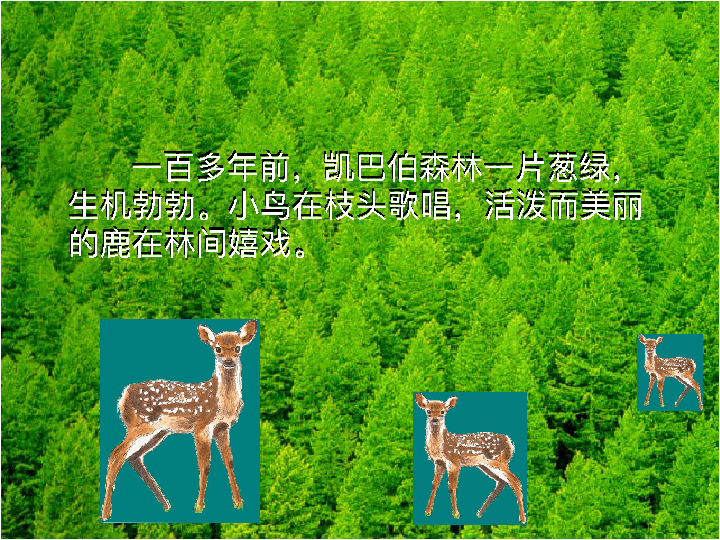 一百多年前，凯巴伯森林一片葱绿，
生机勃勃。小鸟在枝头歌唱，活泼而美丽
的鹿在林间嬉戏。